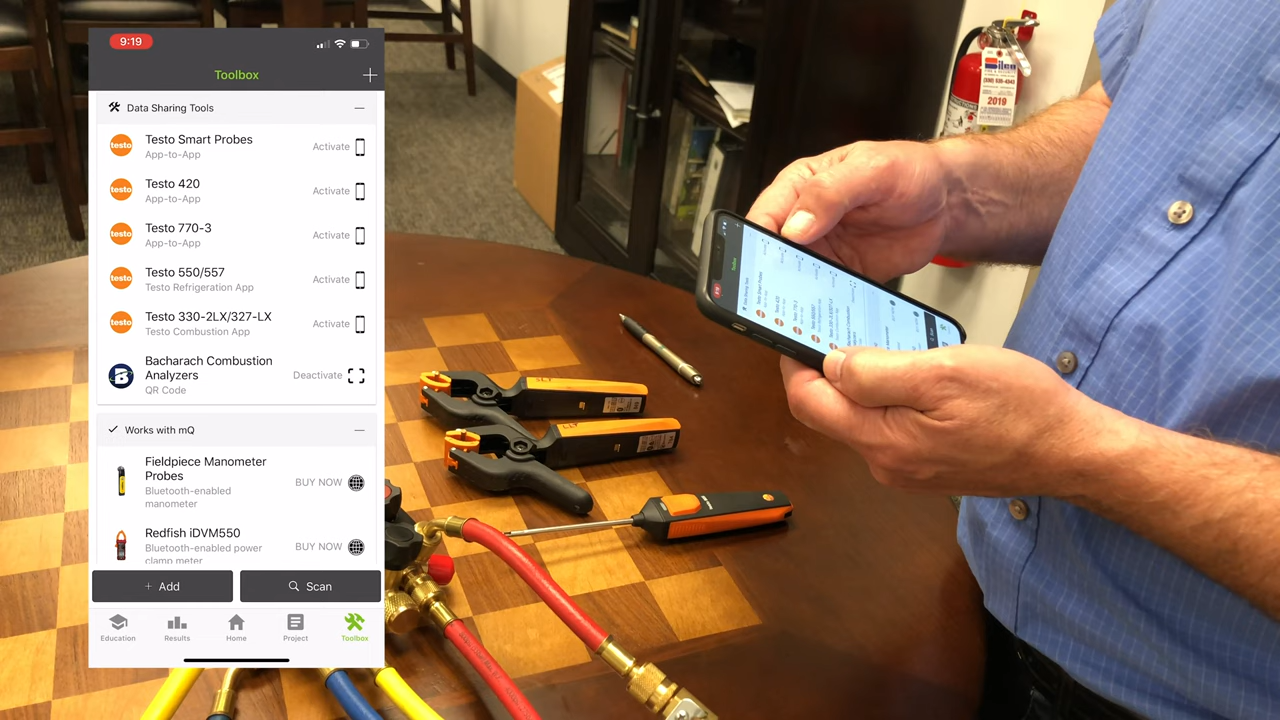 9:19
Toolbox
Data Sharing Tools
testo
Testo Smart Probes
App-to-App
Activate
testo
Testo 420
App-to-App
Activate
testo
Testo 770-3
App-to-App
Activate
testo
Testo 550/557
Testo Refrigeration App
Activate
testo
Testo 330-2LX/327-LX
Testo Combustion App
Activate
B
Bacharach Combustion
Analyzers
QR Code
Deactivate
Works with mQ
Fieldpiece Manometer
Probes
Bluetooth-enabled
manometer
BUY NOW
Redfish iDVM550
Bluetooth-enabled power
clamp meter
BUY NOW
+ Add
Scan
Education
Results
Home
Project
Toolbox
Silco
2019
Toolbox